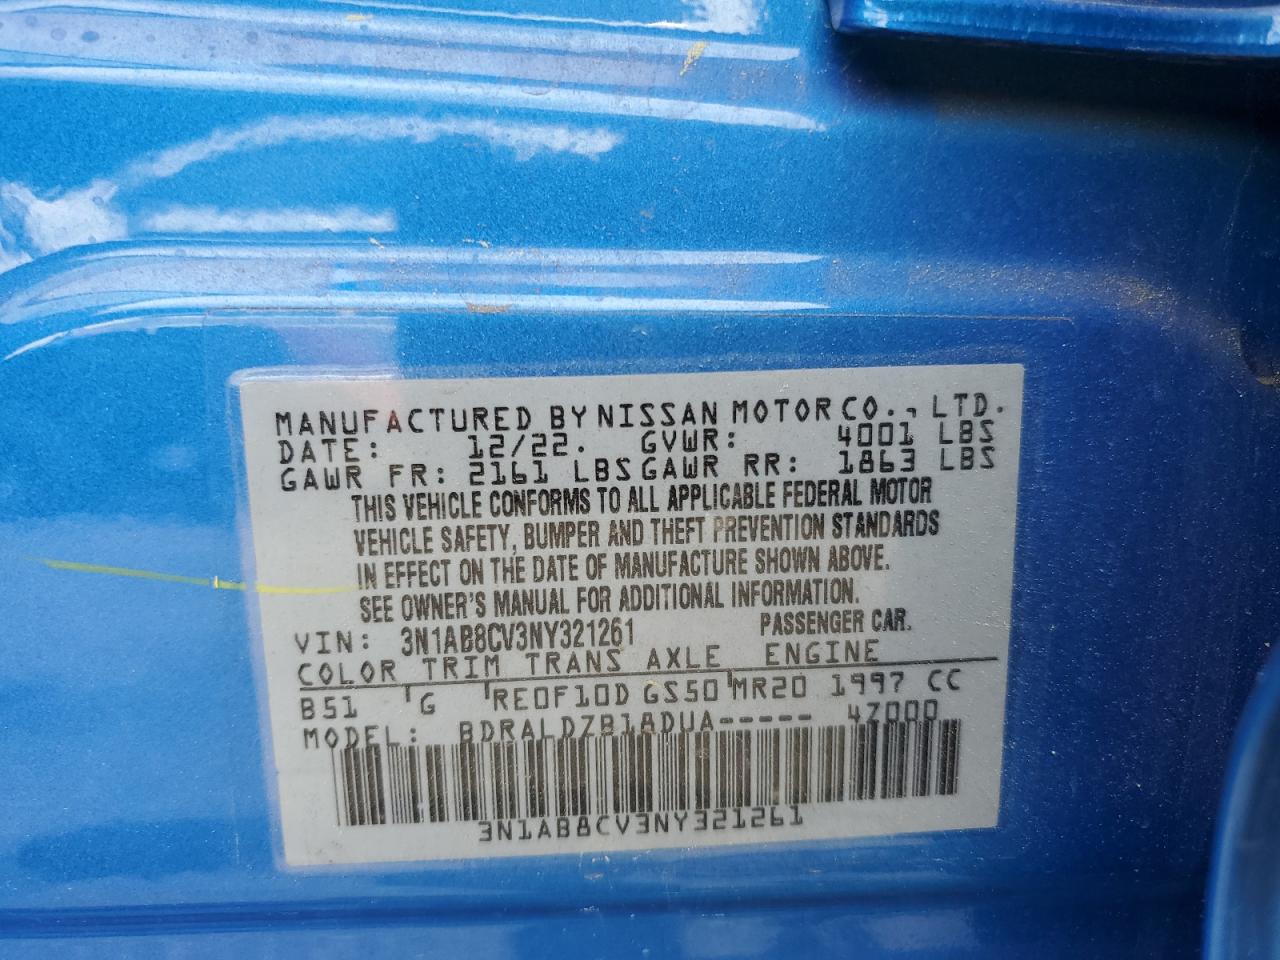 MANUFACTURED BY NISSAN MOTOR CO., LTD.
DATE: 12/22. GVWR: 4001 LBS
GAWR FR: 2161 LBS GAWR RR: 1863 LBS
THIS VEHICLE CONFORMS TO ALL APPLICABLE FEDERAL MOTOR
VEHICLE SAFETY, BUMPER AND THEFT PREVENTION STANDARDS
IN EFFECT ON THE DATE OF MANUFACTURE SHOWN ABOVE.
SEE OWNER'S MANUAL FOR ADDITIONAL INFORMATION.
VIN: 3N1AB8CV3NY321261 PASSENGER CAR.
COLOR TRIM TRANS AXLE ENGINE
B51 G RE0F10D GS50 MR20 1997 CC
MODEL: BDRALDZB18DUA----- 4Z000
3N1AB8CV3NY321261